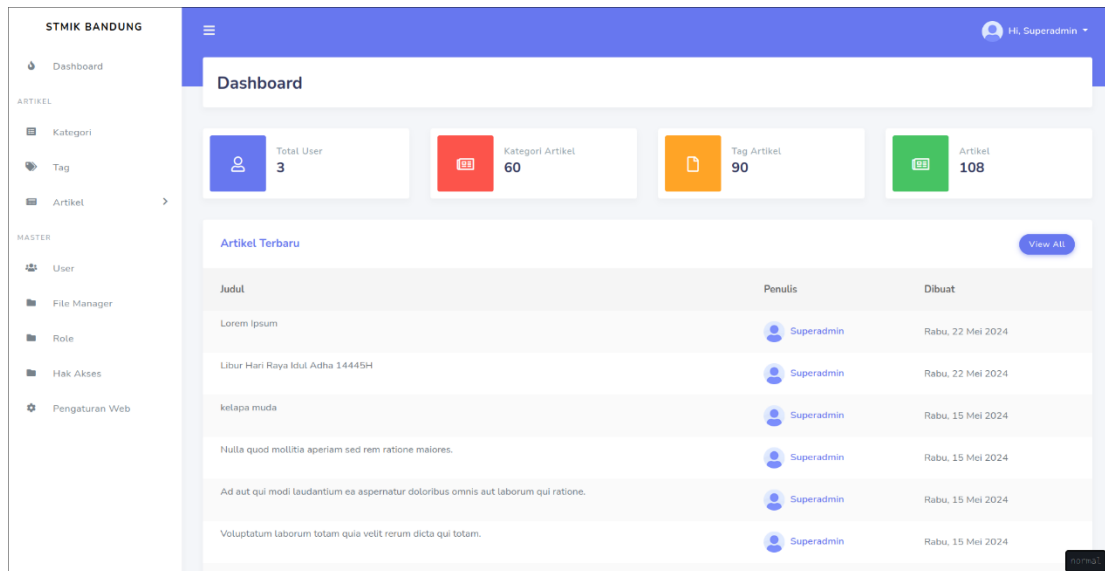 STMIK BANDUNG
Hi, Superadmin
Dashboard
ARTIKEL
Kategori
Tag
Artikel
MASTER
User
File Manager
Role
Hak Akses
Pengaturan Web
Dashboard
Total User
3
Kategori Artikel
60
Tag Artikel
90
Artikel
108
Artikel Terbaru View All
Judul Penulis Dibuat
Lorem Ipsum Superadmin Rabu, 22 Mei 2024
Libur Hari Raya Idul Adha 14445H Superadmin Rabu, 22 Mei 2024
kelapa muda Superadmin Rabu, 15 Mei 2024
Nulla quod mollitia aperiam sed rem ratione maiores. Superadmin Rabu, 15 Mei 2024
Ad aut qui modi laudantium ea aspernatur doloribus omnis aut laborum qui ratione. Superadmin Rabu, 15 Mei 2024
Voluptatum laborum totam quia velit rerum dicta qui totam. Superadmin Rabu, 15 Mei 2024
normal